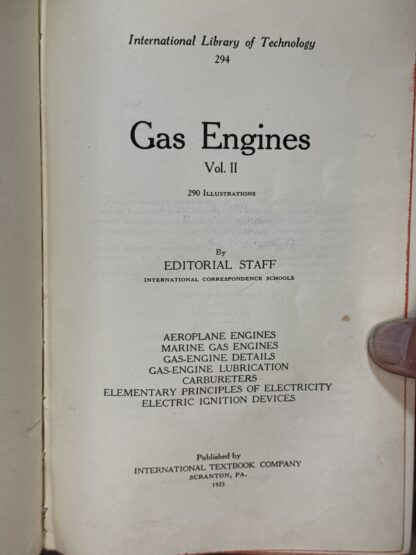 International Library of Technology
294
Gas Engines
Vol. II
290 Illustrations
By
EDITORIAL STAFF
INTERNATIONAL CORRESPONDENCE SCHOOLS
AEROPLANE ENGINES
MARINE GAS ENGINES
GAS-ENGINE DETAILS
GAS-ENGINE LUBRICATION
CARBURETERS
ELEMENTARY PRINCIPLES OF ELECTRICITY
ELECTRIC IGNITION DEVICES
Published by
INTERNATIONAL TEXTBOOK COMPANY
SCRANTON, PA.
1925